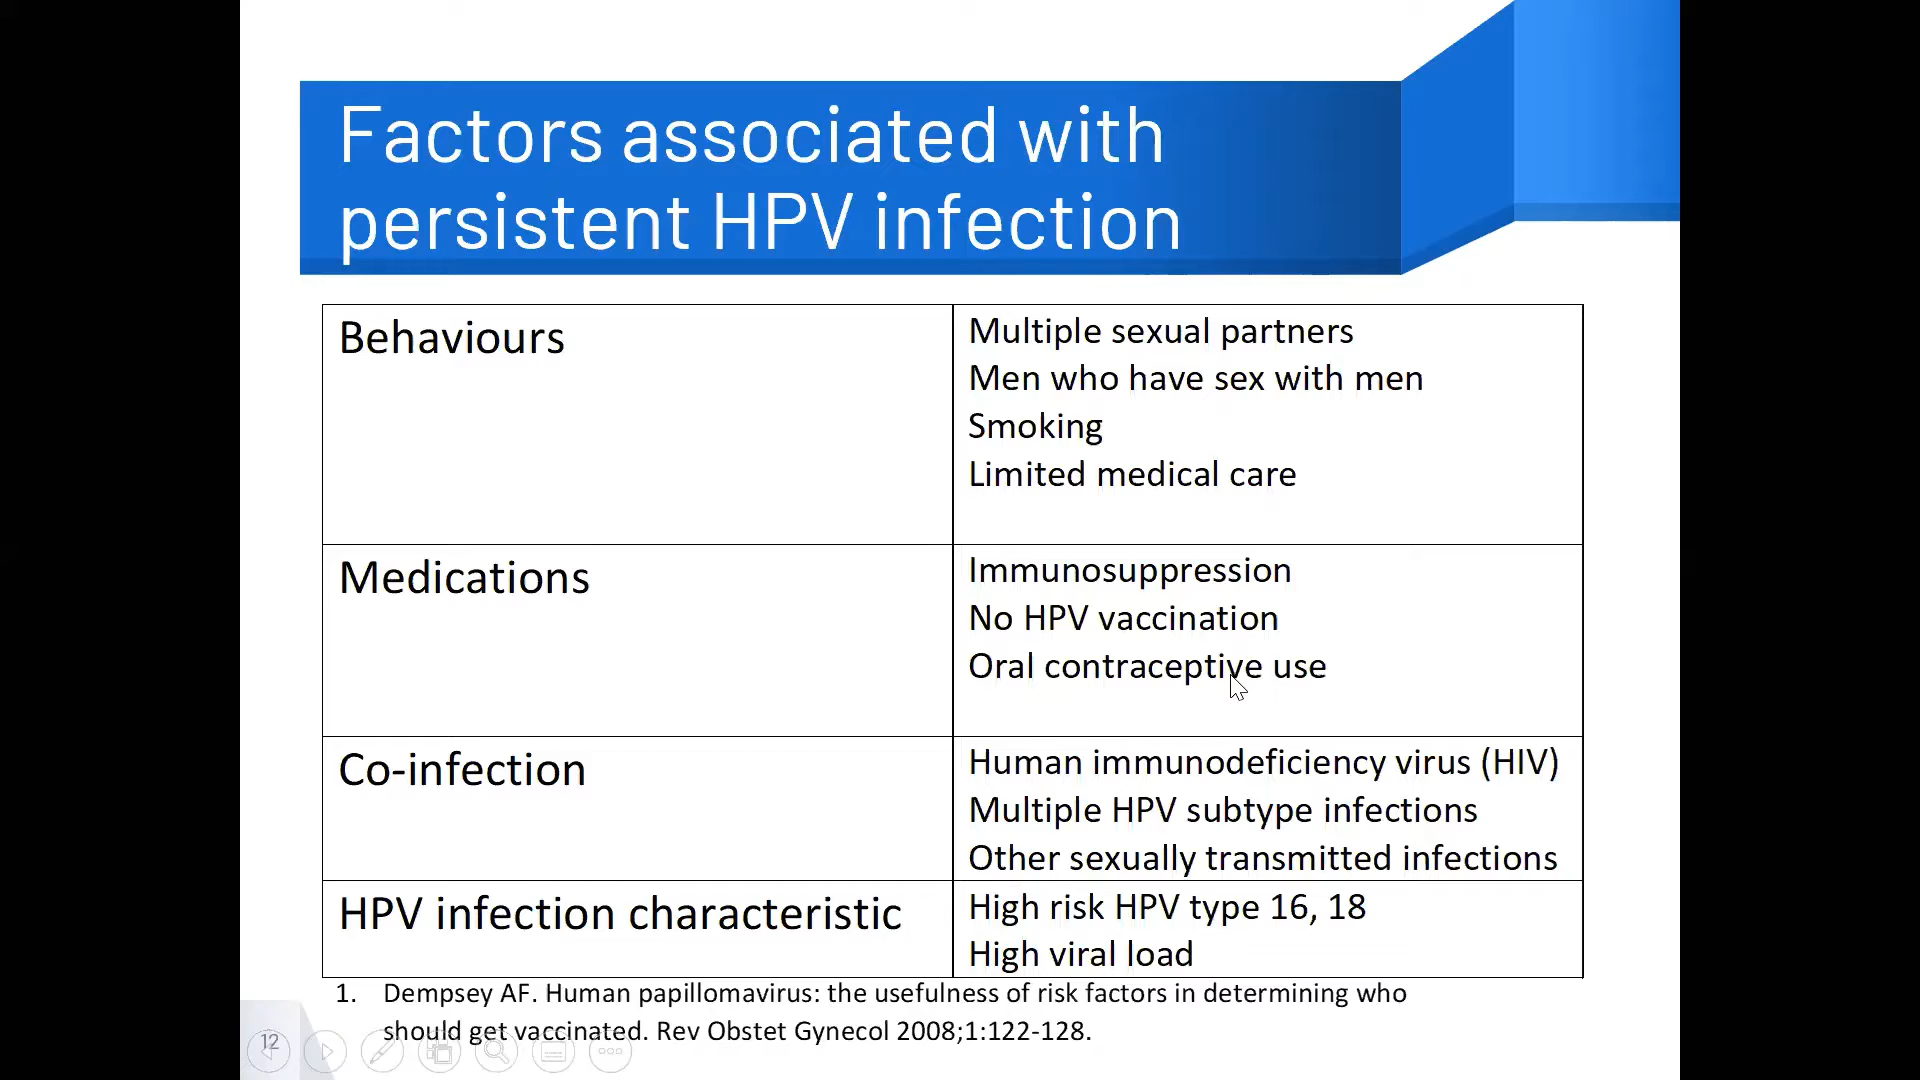 Factors associated with
persistent HPV infection
Behaviours
Multiple sexual partners
Men who have sex with men
Smoking
Limited medical care
Medications
Immunosuppression
No HPV vaccination
Oral contraceptive use
Co-infection
Human immunodeficiency virus (HIV)
Multiple HPV subtype infections
Other sexually transmitted infections
HPV infection characteristic
High risk HPV type 16, 18
High viral load
1. Dempsey AF. Human papillomavirus: the usefulness of risk factors in determining who
should get vaccinated. Rev Obstet Gynecol 2008;1:122-128.
12